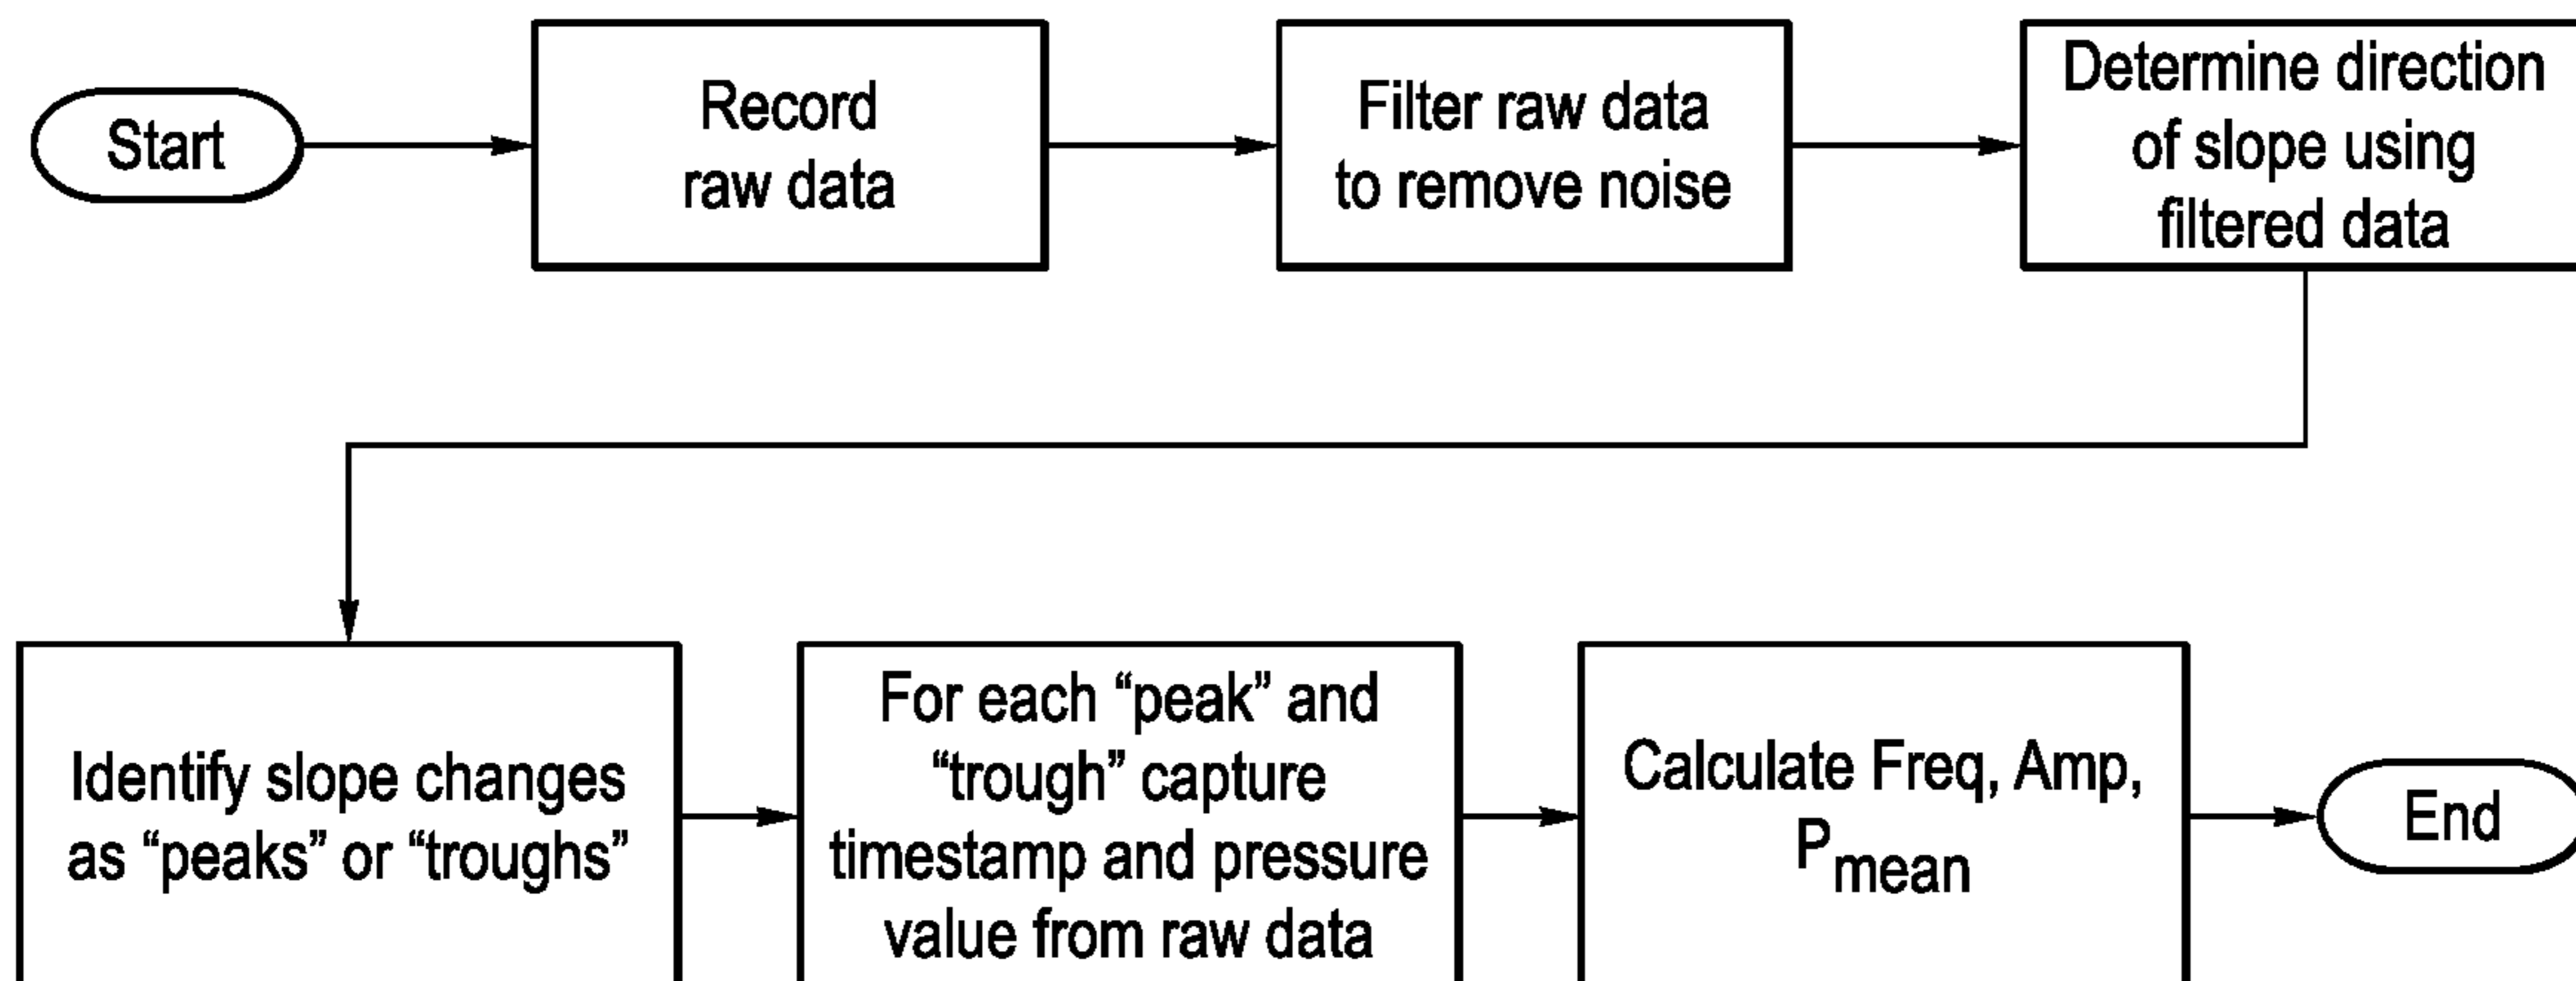 Start
Record
raw data
Filter raw data
to remove noise
Determine direction
of slope using
filtered data
Identify slope changes
as “peaks” or “troughs”
For each “peak” and
“trough” capture
timestamp and pressure
value from raw data
Calculate Freq, Amp,
Pmean
End